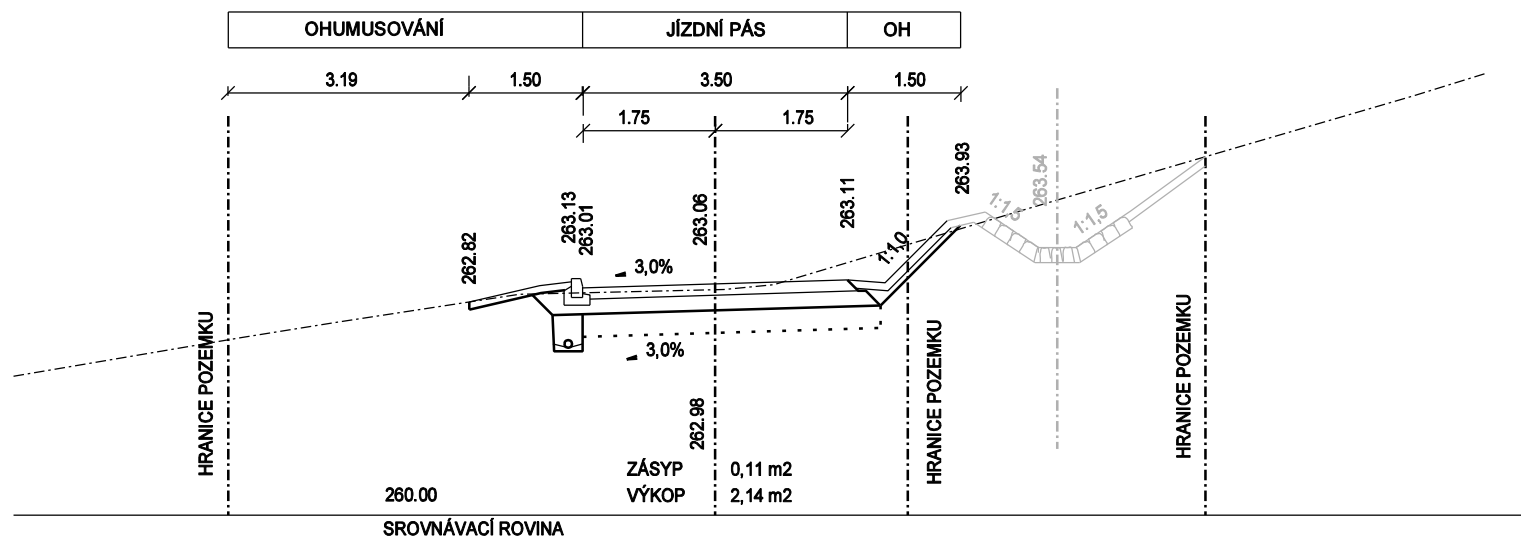 OHUMUSOVÁNÍ
JÍZDNÍ PÁS
OH
3.19
1.50
3.50
1.50
1.75
1.75
262.82
263.13
263.01
263.06
263.11
263.93
263.54
1:1,0
1:1,5
1:1,5
3,0%
3,0%
HRANICE POZEMKU
HRANICE POZEMKU
HRANICE POZEMKU
262.98
ZÁSYP 0,11 m2
VÝKOP 2,14 m2
260.00
SROVNÁVACÍ ROVINA